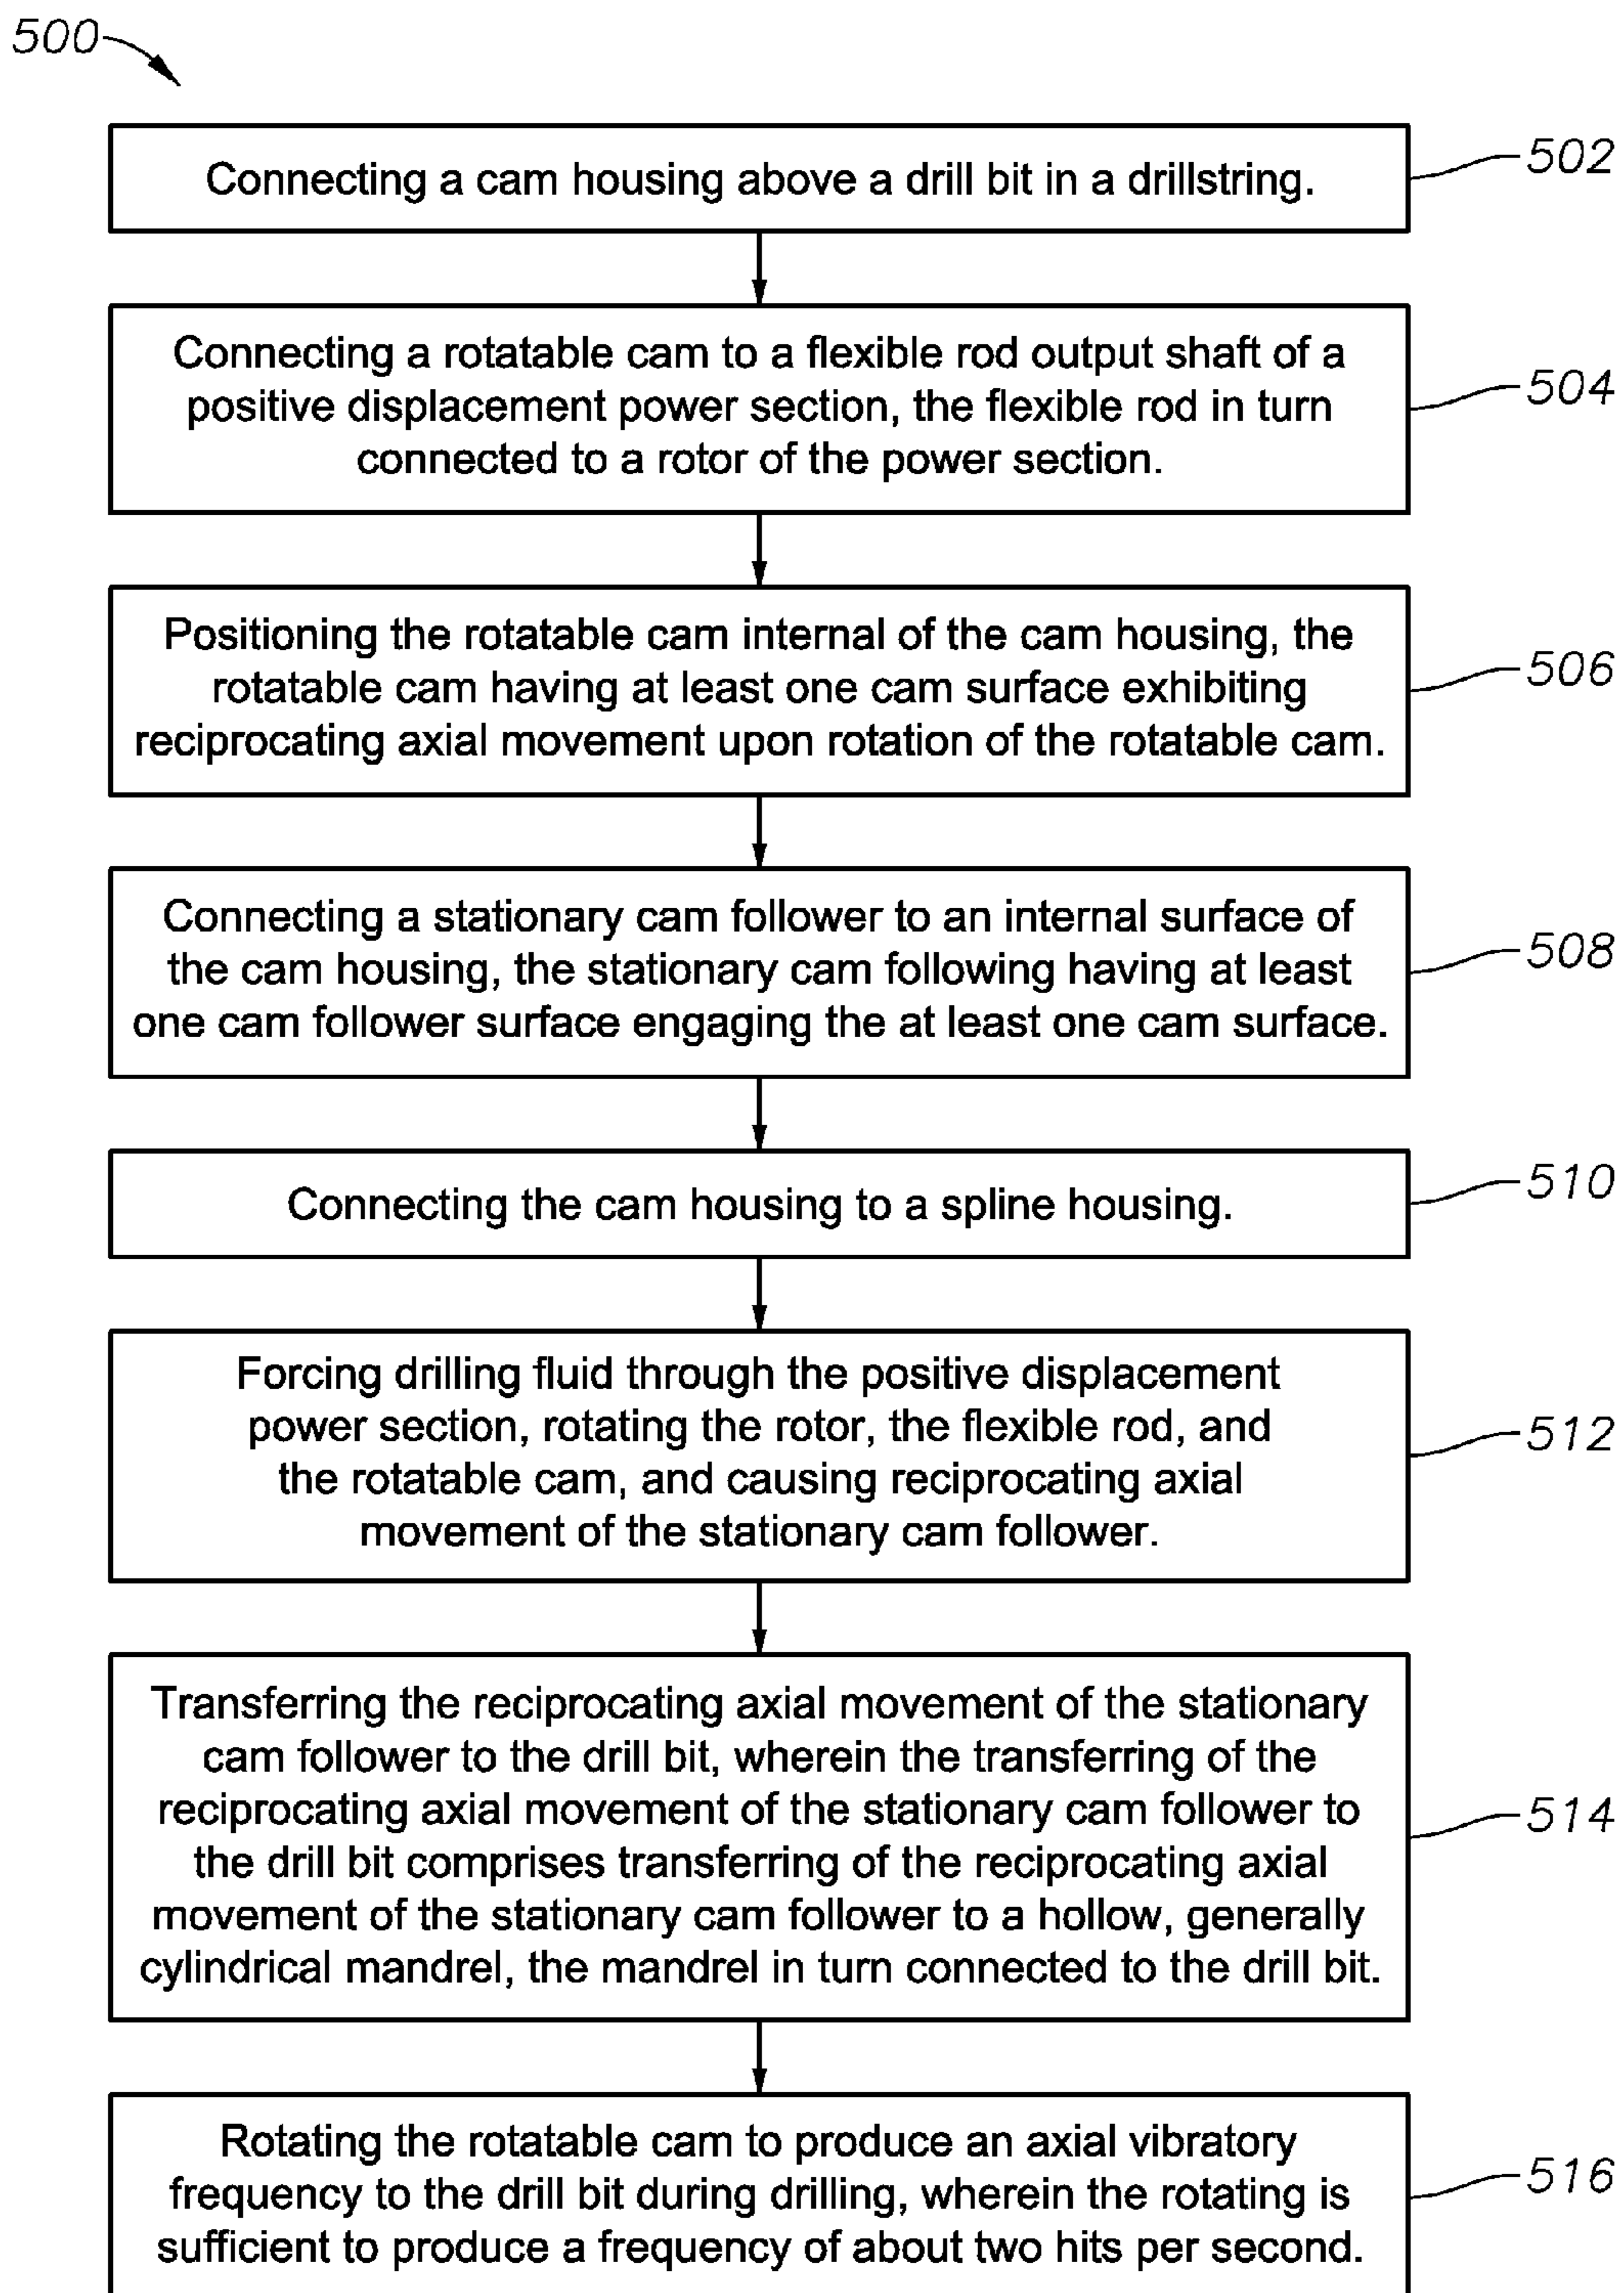 500
Connecting a cam housing above a drill bit in a drillstring.
502
Connecting a rotatable cam to a flexible rod output shaft of a
positive displacement power section, the flexible rod in turn
connected to a rotor of the power section.
504
Positioning the rotatable cam internal of the cam housing, the
rotatable cam having at least one cam surface exhibiting
reciprocating axial movement upon rotation of the rotatable cam.
506
Connecting a stationary cam follower to an internal surface of
the cam housing, the stationary cam following having at least
one cam follower surface engaging the at least one cam surface.
508
Connecting the cam housing to a spline housing.
510
Forcing drilling fluid through the positive displacement
power section, rotating the rotor, the flexible rod, and
the rotatable cam, and causing reciprocating axial
movement of the stationary cam follower.
512
Transferring the reciprocating axial movement of the stationary
cam follower to the drill bit, wherein the transferring of the
reciprocating axial movement of the stationary cam follower to
the drill bit comprises transferring of the reciprocating axial
movement of the stationary cam follower to a hollow, generally
cylindrical mandrel, the mandrel in turn connected to the drill bit.
514
Rotating the rotatable cam to produce an axial vibratory
frequency to the drill bit during drilling, wherein the rotating is
sufficient to produce a frequency of about two hits per second.
516